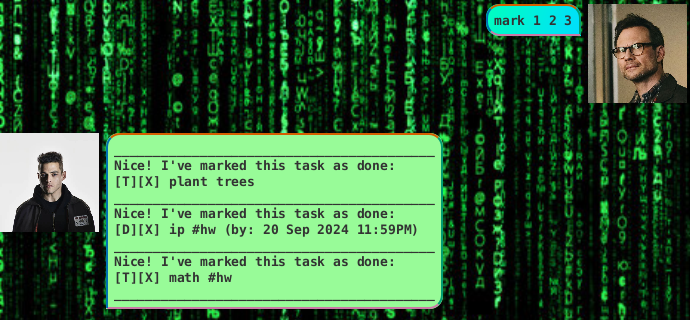 mark 1 2 3
Nice! I've marked this task as done:
[T][X] plant trees
Nice! I've marked this task as done:
[D][X] ip #hw (by: 20 Sep 2024 11:59PM)
Nice! I've marked this task as done:
[T][X] math #hw